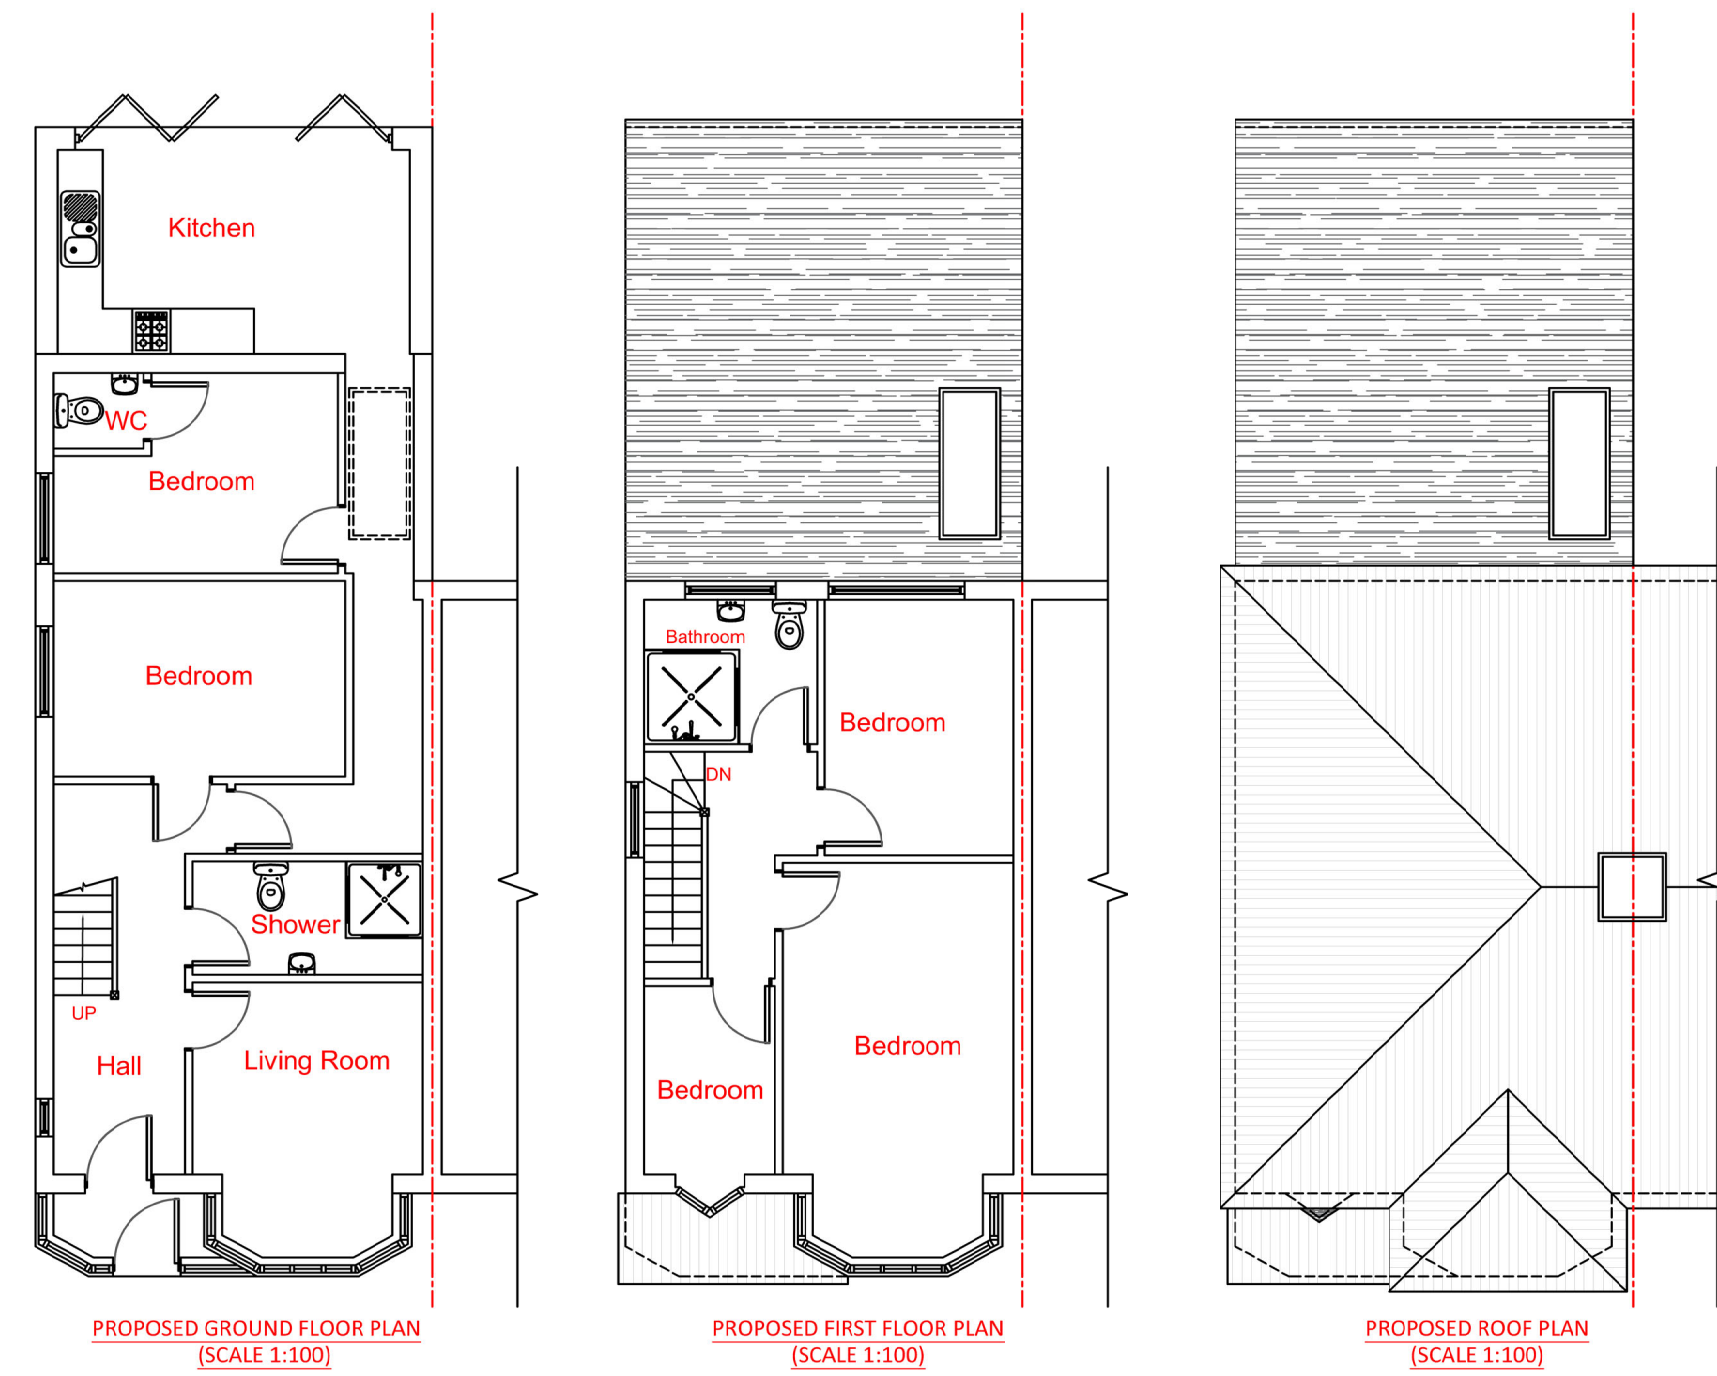 Kitchen
WC
Bedroom
Bedroom
Shower
UP
Hall
Living Room
PROPOSED GROUND FLOOR PLAN
(SCALE 1:100)
Bathroom
Bedroom
DN
Bedroom
Bedroom
PROPOSED FIRST FLOOR PLAN
(SCALE 1:100)
PROPOSED ROOF PLAN
(SCALE 1:100)